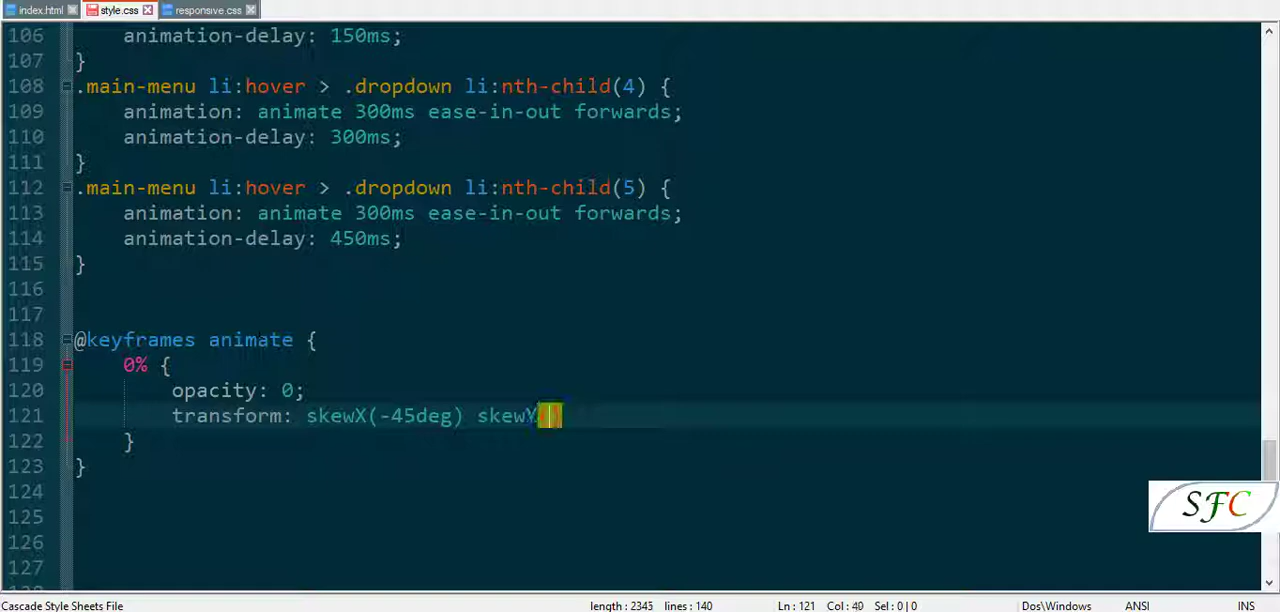 index.html style.css responsive.css
106 animation-delay: 150ms;
107 }
108 .main-menu li:hover > .dropdown li:nth-child(4) {
109 animation: animate 300ms ease-in-out forwards;
110 animation-delay: 300ms;
111 }
112 .main-menu li:hover > .dropdown li:nth-child(5) {
113 animation: animate 300ms ease-in-out forwards;
114 animation-delay: 450ms;
115 }
116
117
118 @keyframes animate {
119 0% {
120 opacity: 0;
121 transform: skewX(-45deg) skewY()
122 }
123 }
124
125
126
127
SFC
Cascade Style Sheets File length : 2345 lines : 140 Ln : 121 Col : 40 Sel : 0 | 0 Dos\Windows ANSI INS